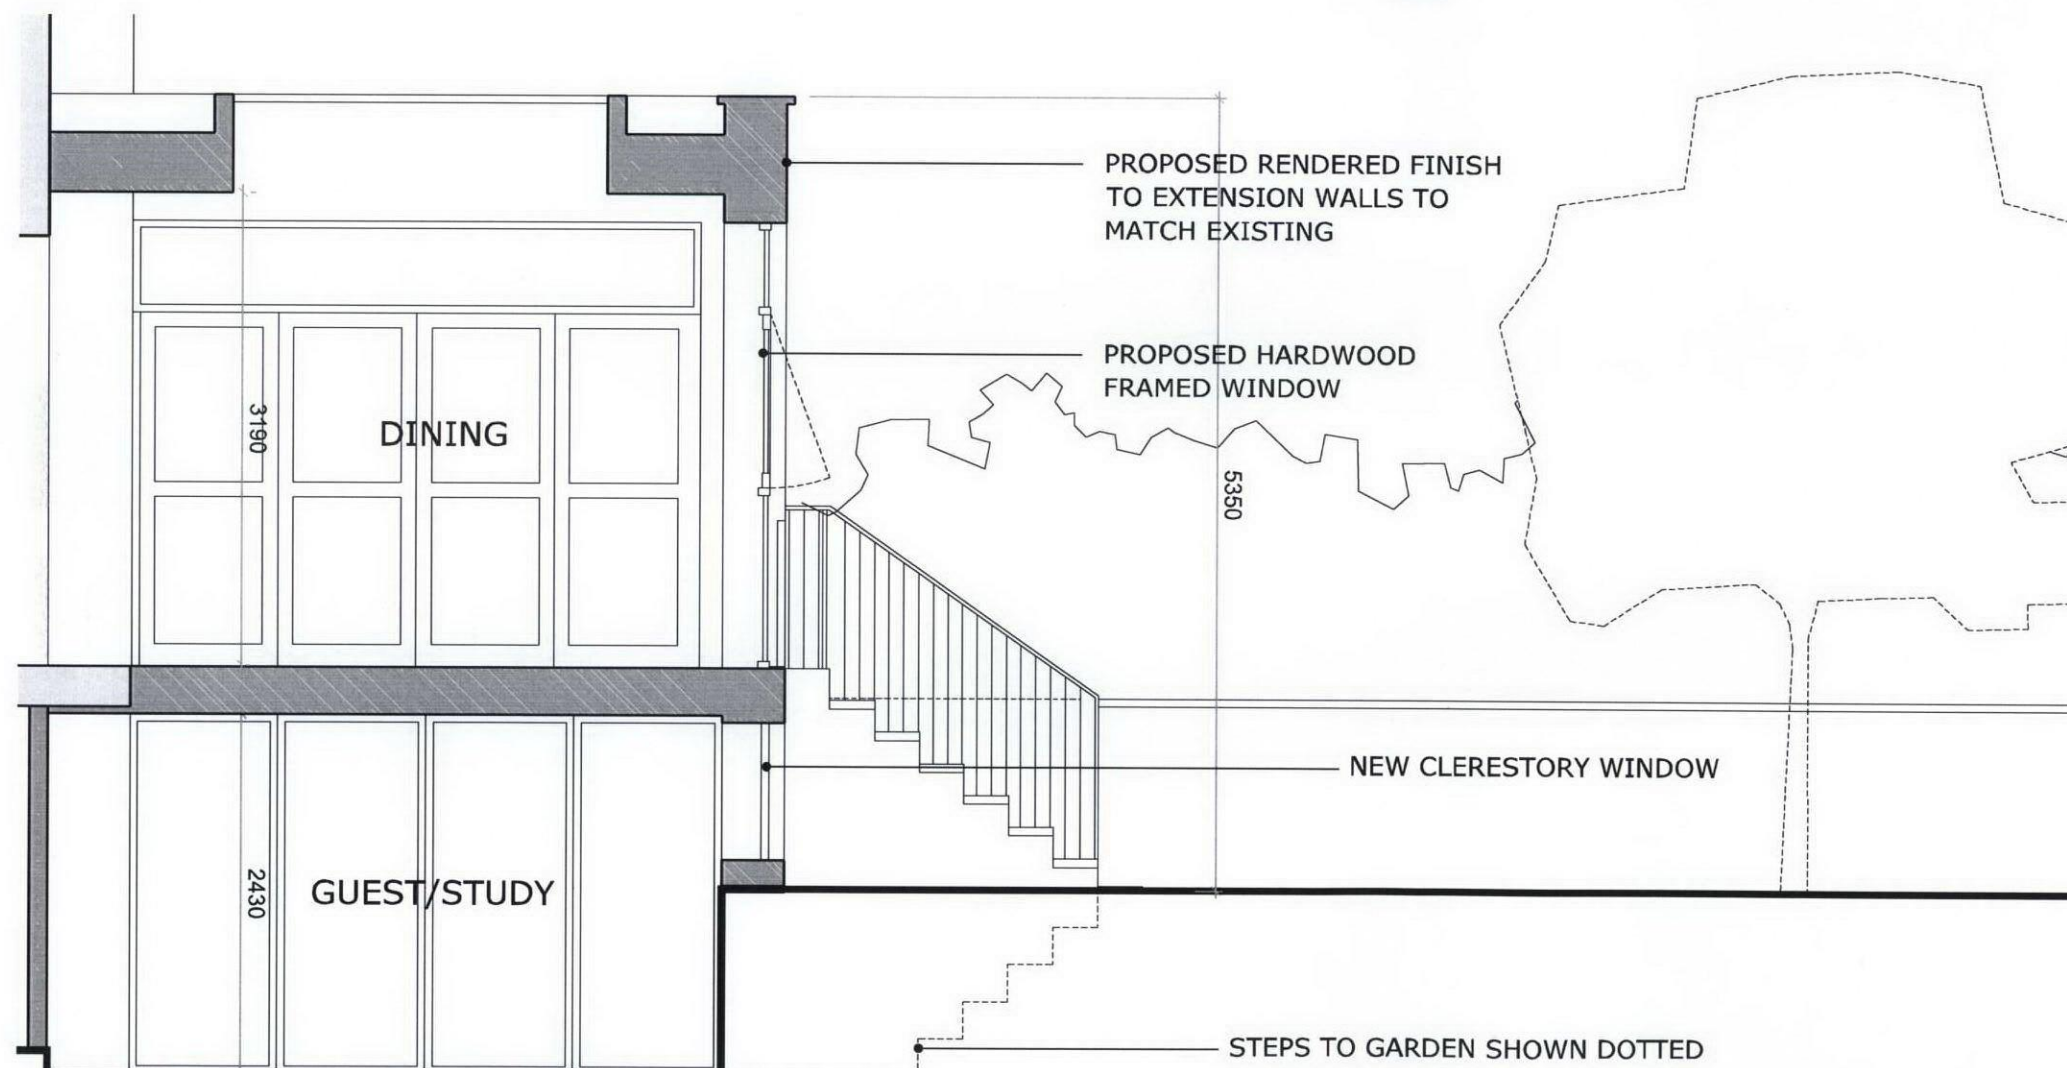 PROPOSED RENDERED FINISH
TO EXTENSION WALLS TO
MATCH EXISTING
PROPOSED HARDWOOD
FRAMED WINDOW
3190
DINING
5350
NEW CLERESTORY WINDOW
2430
GUEST/STUDY
STEPS TO GARDEN SHOWN DOTTED